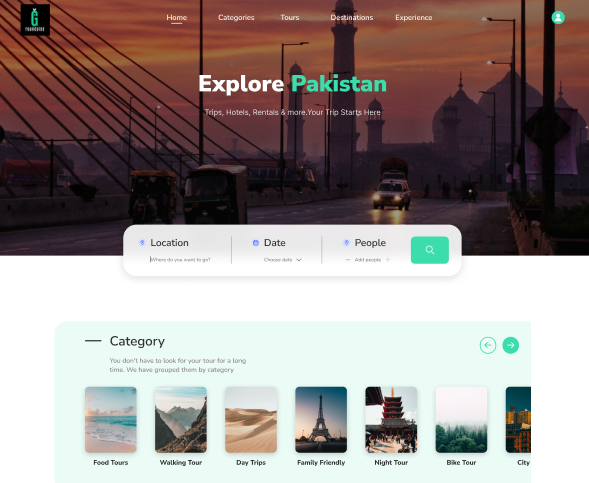 Home Categories Tours Destinations Experience
Explore Pakistan
Trips, Hotels, Rentals & more.Your Trip Starts Here
Location Date People
Where do you want to go? Choose date Add people
Category
You don't have to look for your tour for a long
time. We have grouped them by category
Food Tours Walking Tour Day Trips Family Friendly Night Tour Bike Tour City